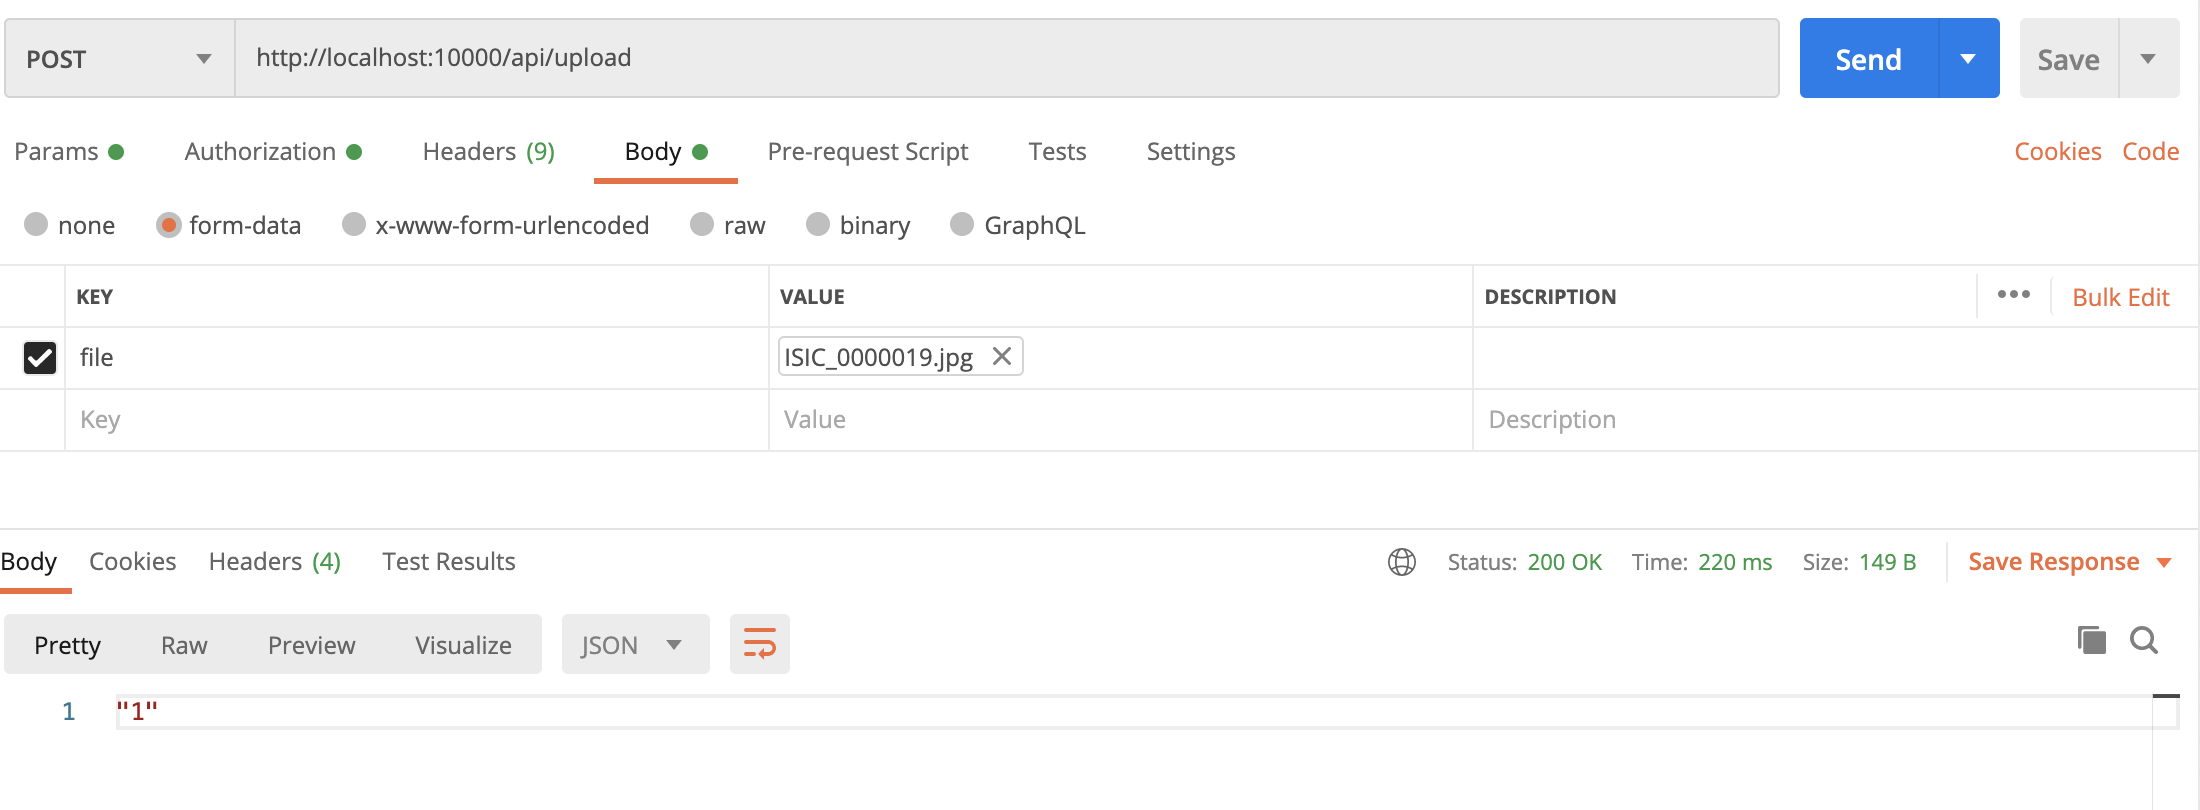 POST http://localhost:10000/api/upload Send Save
Params Authorization Headers (9) Body Pre-request Script Tests Settings Cookies Code
none form-data x-www-form-urlencoded raw binary GraphQL
KEY VALUE DESCRIPTION ••• Bulk Edit
file ISIC_0000019.jpg
Key Value Description
Body Cookies Headers (4) Test Results Status: 200 OK Time: 220 ms Size: 149 B Save Response
Pretty Raw Preview Visualize JSON
1 "1"